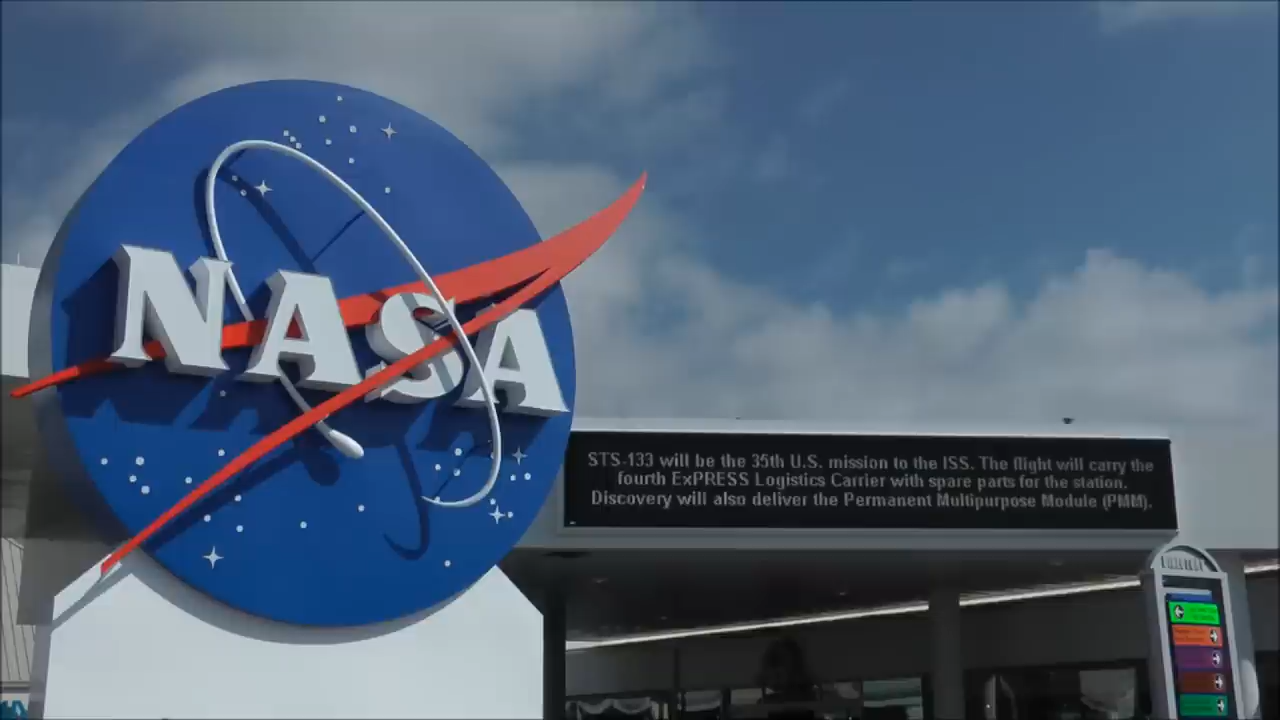 NASA
STS-133 will be the 35th U.S. mission to the ISS. The flight will carry the
fourth ExPRESS Logistics Carrier with spare parts for the station.
Discovery will also deliver the Permanent Multipurpose Module (PMM).